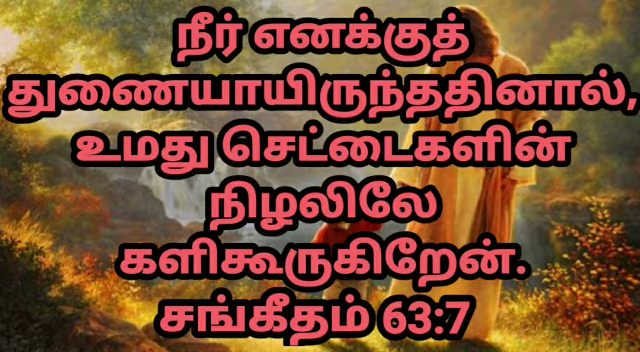 நீர் எனக்குத்
துணையாயிருந்ததினால்,
உமது செட்டைகளின்
நிழலிலே
களிகூருகிறேன்.
சங்கீதம் 63:7